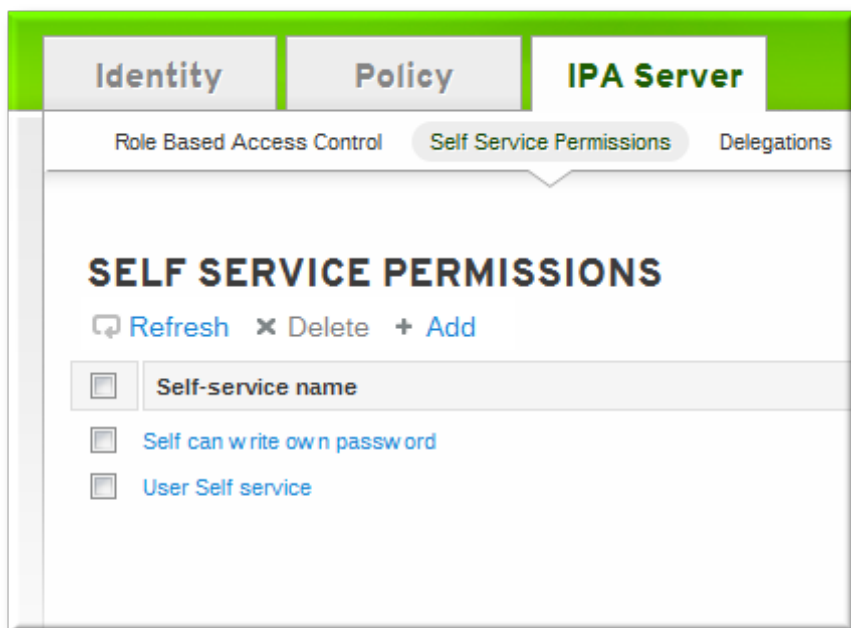 Identity Policy IPA Server
Role Based Access Control Self Service Permissions Delegations
SELF SERVICE PERMISSIONS
Refresh Delete Add
Self-service name
Self can write own password
User Self service